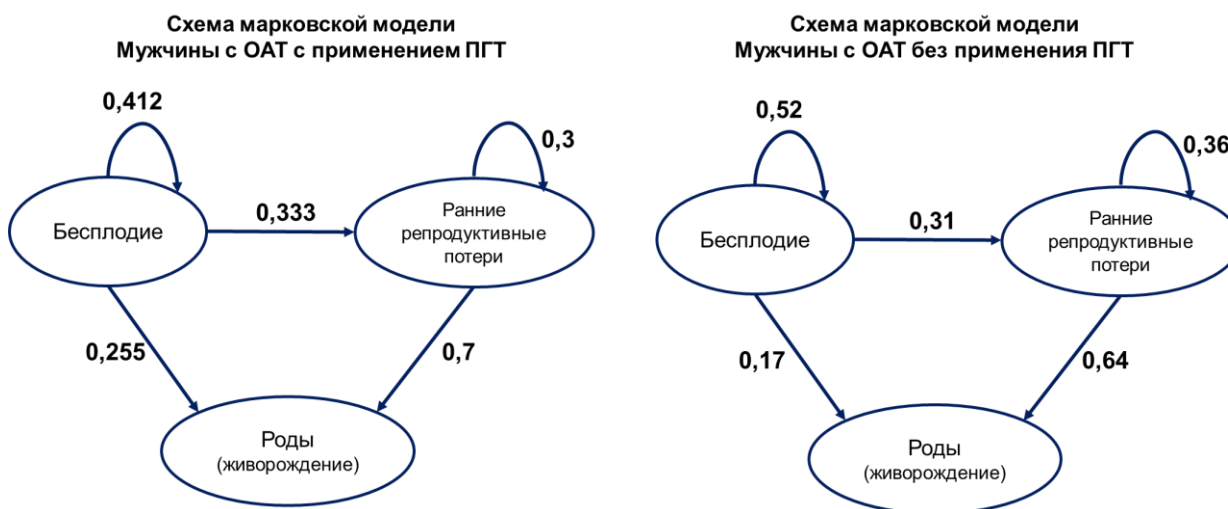 Схема марковской модели
Мужчины с ОАТ с применением ПГТ
0,412
0,3
Бесплодие
0,333
Ранние
репродуктивные
потери
0,255
0,7
Роды
(живорождение)
Схема марковской модели
Мужчины с ОАТ без применения ПГТ
0,52
0,36
Бесплодие
0,31
Ранние
репродуктивные
потери
0,17
0,64
Роды
(живорождение)